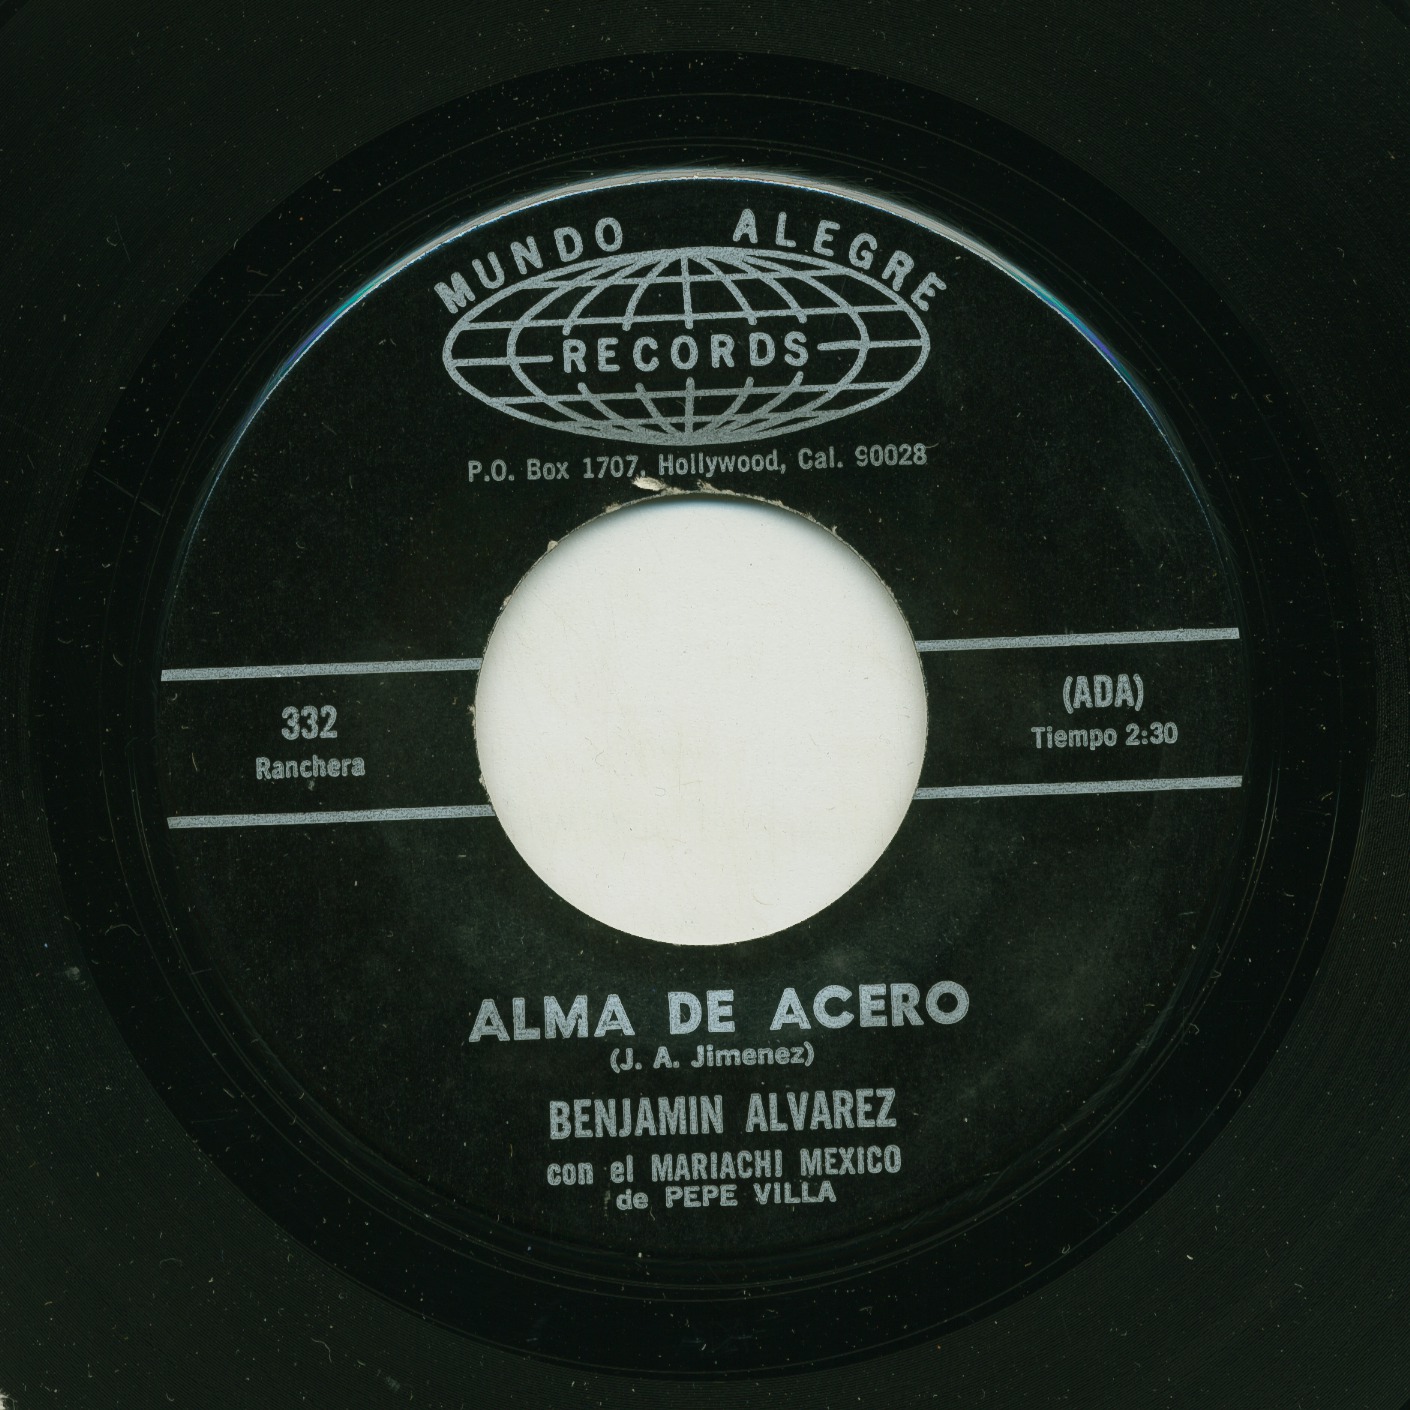 MUNDO ALEGRE
RECORDS
P.O. Box 1707, Hollywood, Cal. 90028
332
Ranchera
(ADA)
Tiempo 2:30
ALMA DE ACERO
(J. A. Jimenez)
BENJAMIN ALVAREZ
con el MARIACHI MEXICO
de PEPE VILLA